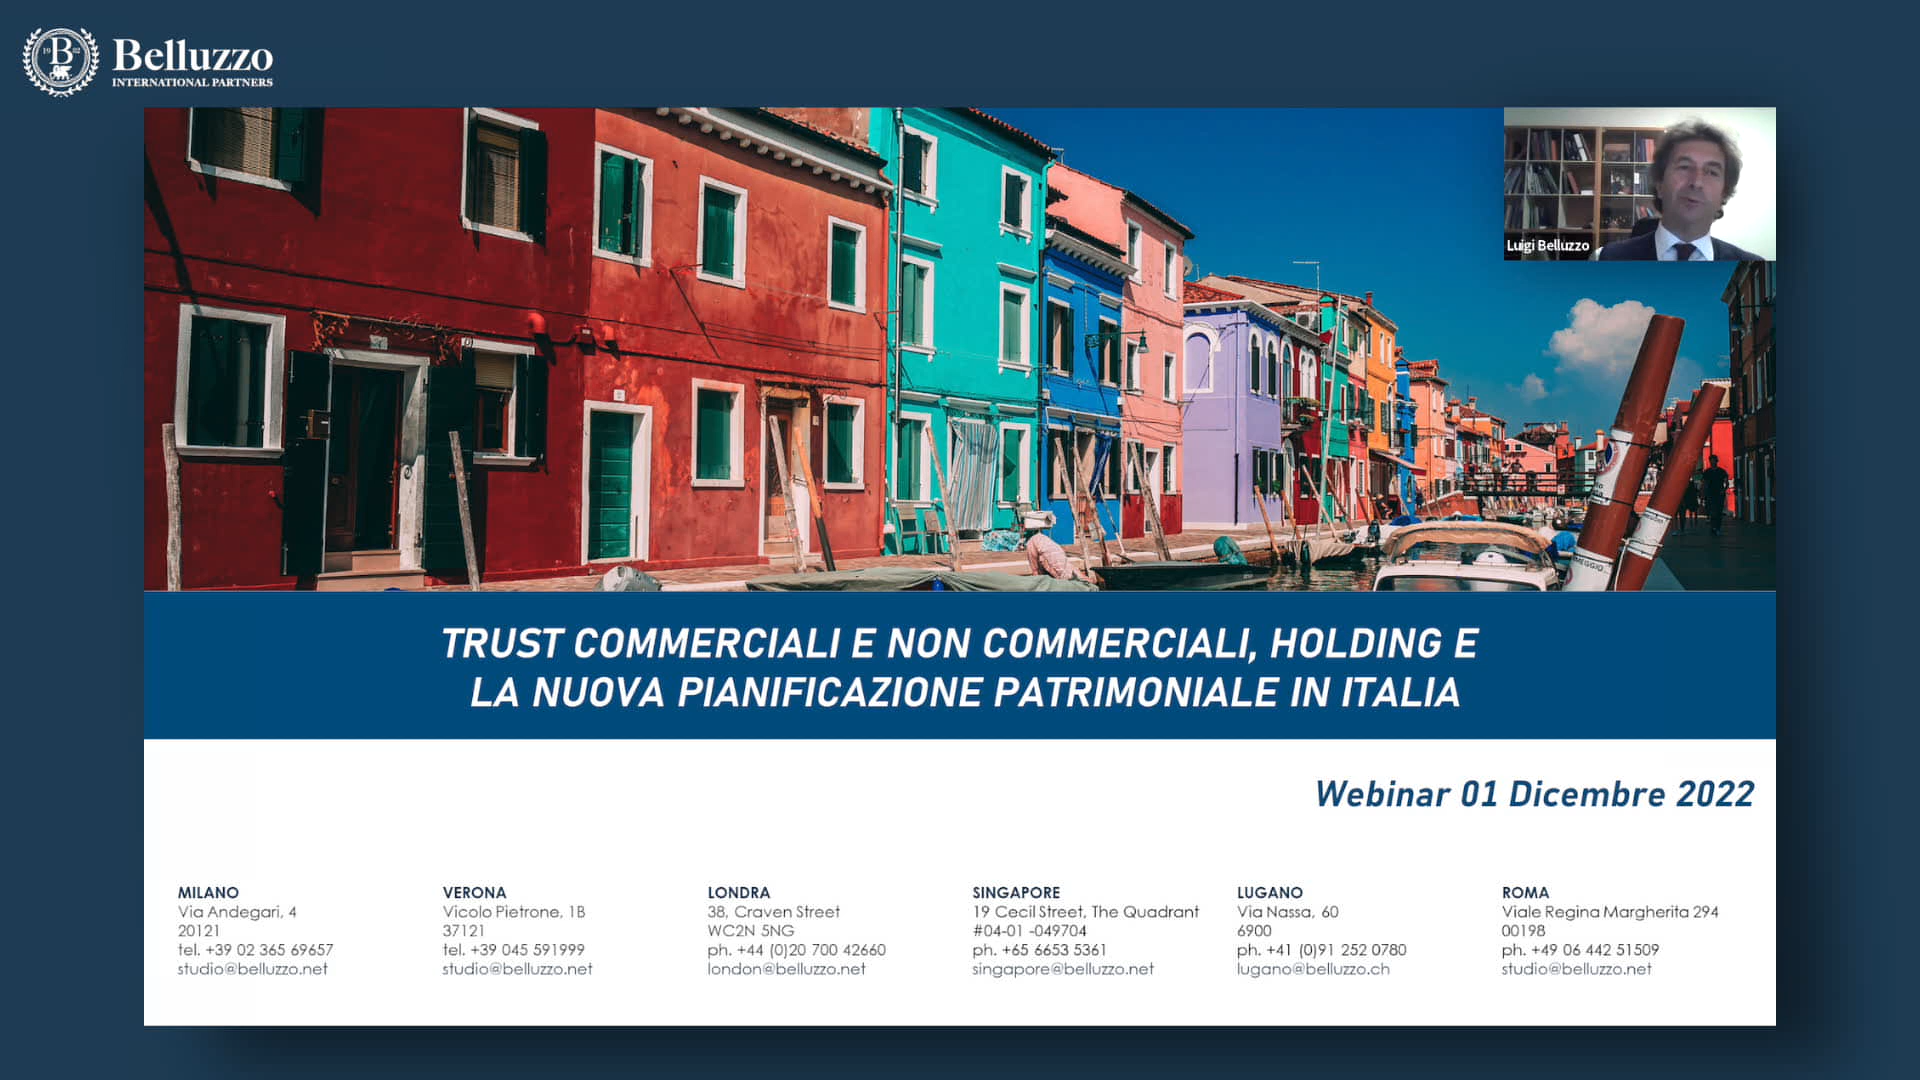 19 B 02
Belluzzo
INTERNATIONAL PARTNERS
Luigi Belluzzo
TRUST COMMERCIALI E NON COMMERCIALI, HOLDING E
LA NUOVA PIANIFICAZIONE PATRIMONIALE IN ITALIA
Webinar 01 Dicembre 2022
MILANO
Via Andegari, 4
20121
tel. +39 02 365 69657
studio@belluzzo.net
VERONA
Vicolo Pietrone, 1B
37121
tel. +39 045 591999
studio@belluzzo.net
LONDRA
38, Craven Street
WC2N 5NG
ph. +44 (0)20 700 42660
london@belluzzo.net
SINGAPORE
19 Cecil Street, The Quadrant
#04-01 -049704
ph. +65 6653 5361
singapore@belluzzo.net
LUGANO
Via Nassa, 60
6900
ph. +41 (0)91 252 0780
lugano@belluzzo.ch
ROMA
Viale Regina Margherita 294
00198
ph. +49 06 442 51509
studio@belluzzo.net